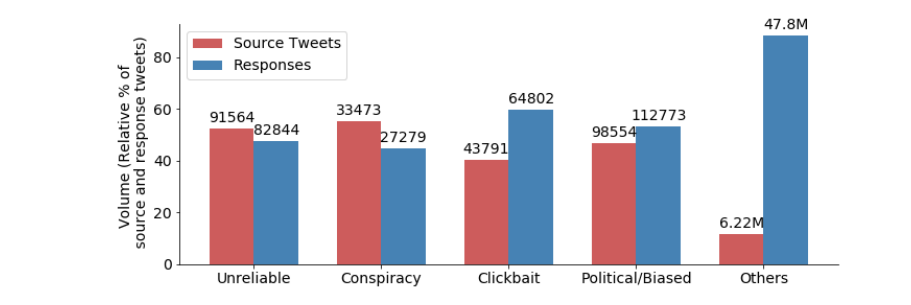 47.8M
Source Tweets
Responses
Volume (Relative % of
source and response tweets)
80
60
40
20
0
91564
82844
33473
27279
43791
64802
98554
112773
6.22M
Unreliable
Conspiracy
Clickbait
Political/Biased
Others